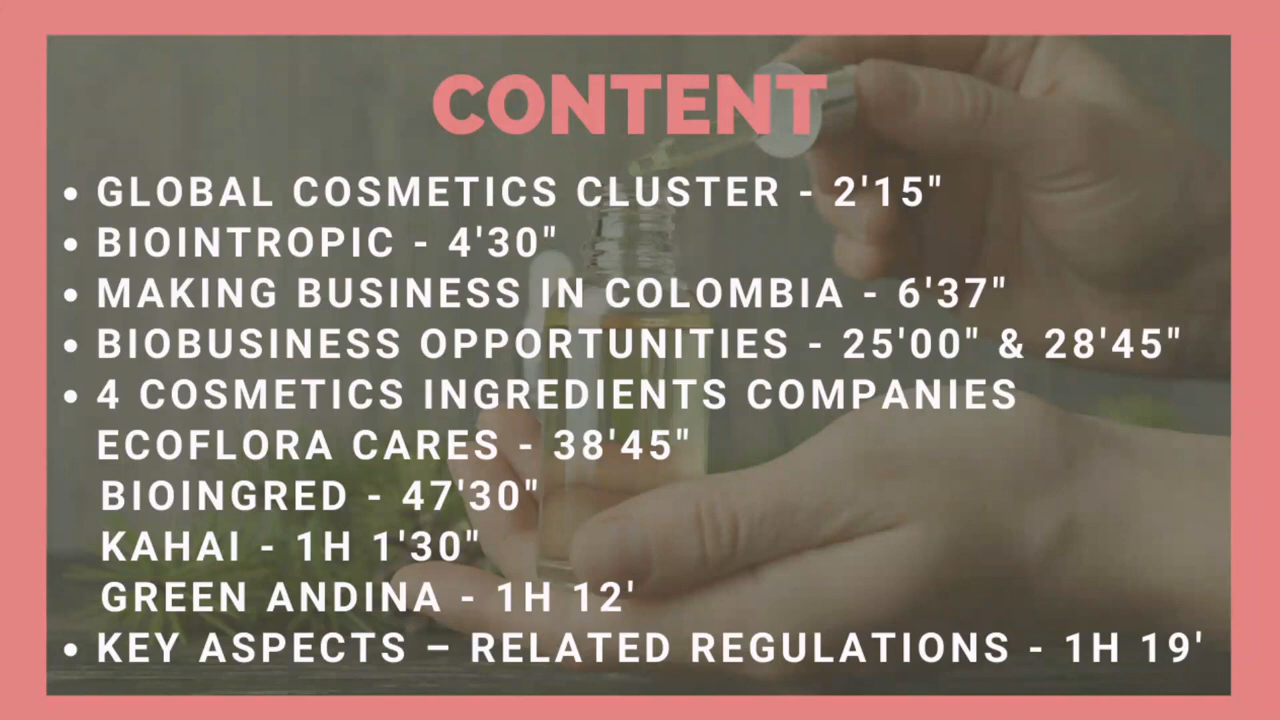 CONTENT
• GLOBAL COSMETICS CLUSTER - 2'15"
• BIOINTROPIC - 4'30"
• MAKING BUSINESS IN COLOMBIA - 6'37"
• BIOBUSINESS OPPORTUNITIES - 25'00" & 28'45"
• 4 COSMETICS INGREDIENTS COMPANIES
ECOFLORA CARES - 38'45"
BIOINGRED - 47'30"
KAHAI - 1H 1'30"
GREEN ANDINA - 1H 12'
• KEY ASPECTS – RELATED REGULATIONS - 1H 19'